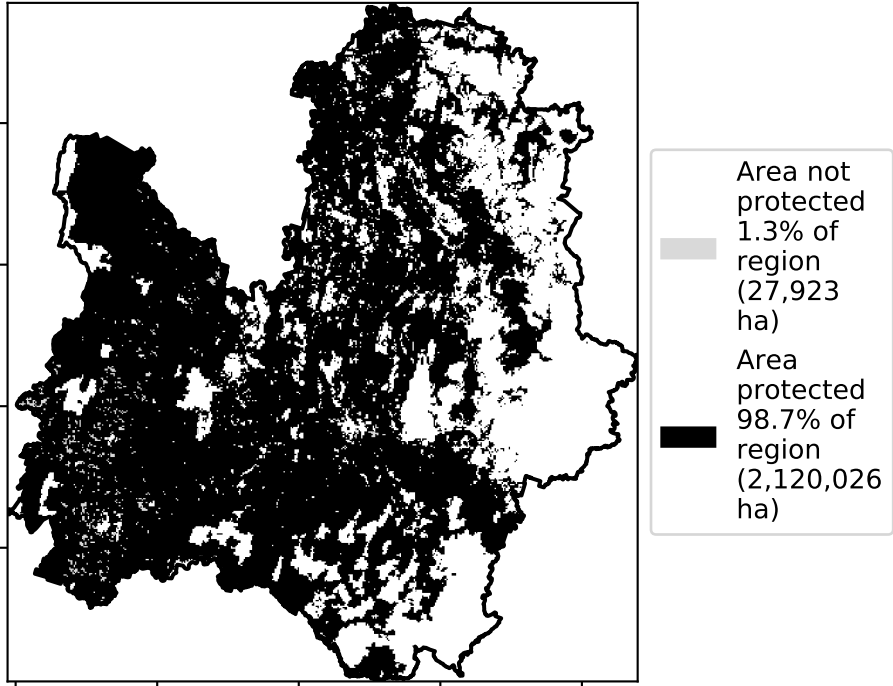 Area not
protected
1.3% of
region
(27,923
ha)
Area
protected
98.7% of
region
(2,120,026
ha)